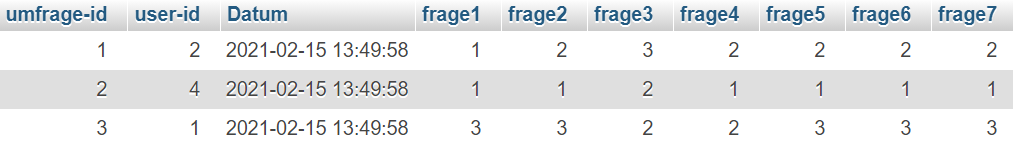 umfrage-id user-id Datum frage1 frage2 frage3 frage4 frage5 frage6 frage7
1 2 2021-02-15 13:49:58 1 2 3 2 2 2 2
2 4 2021-02-15 13:49:58 1 1 2 1 1 1 1
3 1 2021-02-15 13:49:58 3 3 2 2 3 3 3